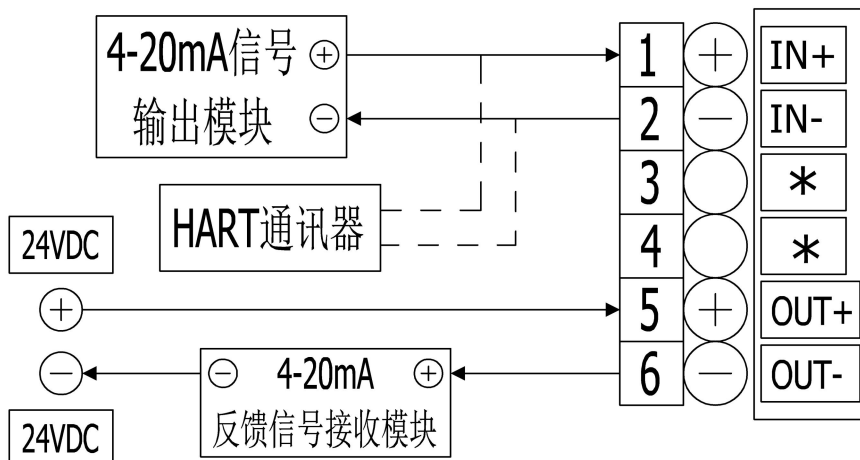 4-20mA信号
输出模块
+
-
1
+
IN+
2
-
IN-
3
*
4
*
HART通讯器
24VDC
+
5
+
OUT+
-
-
4-20mA
+
6
-
OUT-
反馈信号接收模块
24VDC